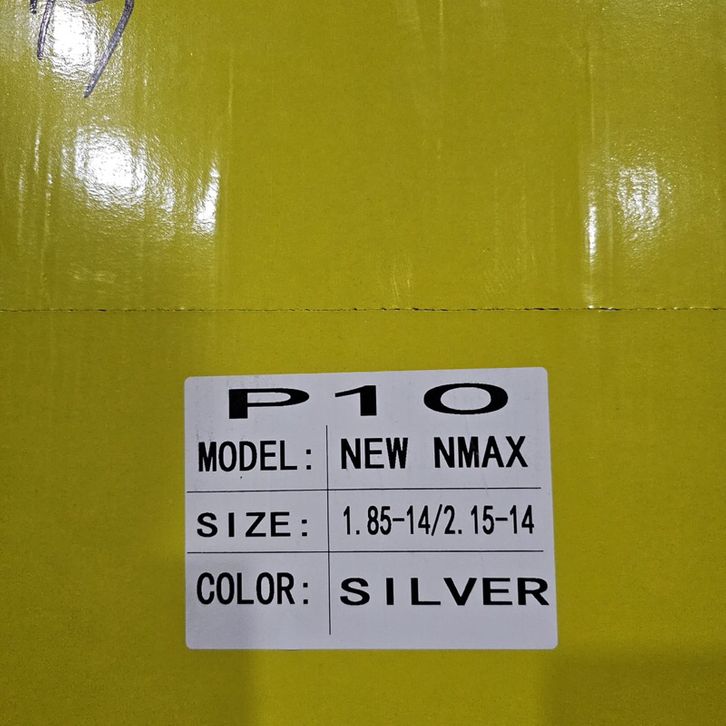 P10
MODEL: NEW NMAX
SIZE: 1.85-14/2.15-14
COLOR: SILVER